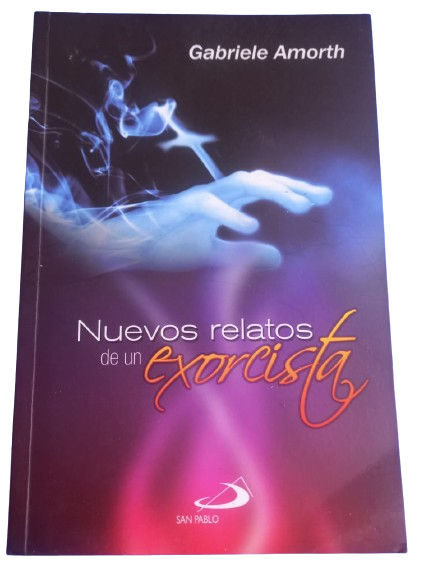 Gabriele Amorth
Nuevos relatos
de un exorcista
SAN PABLO